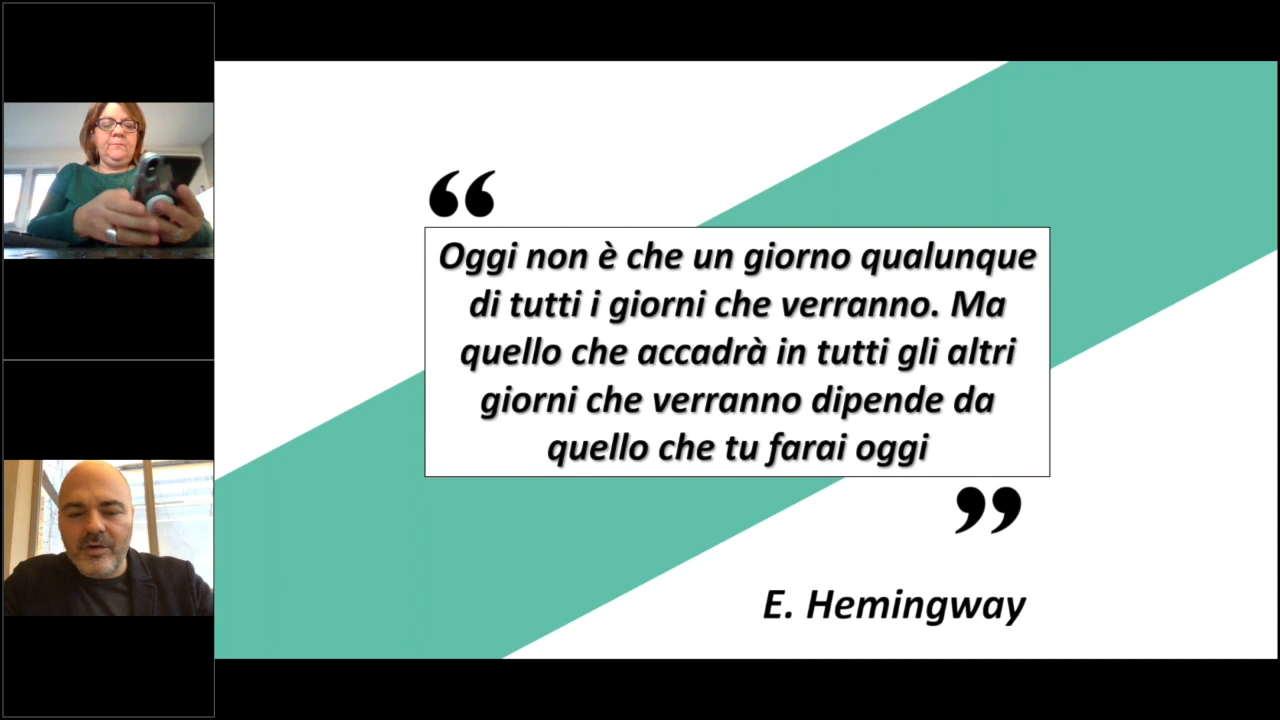 “
Oggi non è che un giorno qualunque
di tutti i giorni che verranno. Ma
quello che accadrà in tutti gli altri
giorni che verranno dipende da
quello che tu farai oggi
”
E. Hemingway